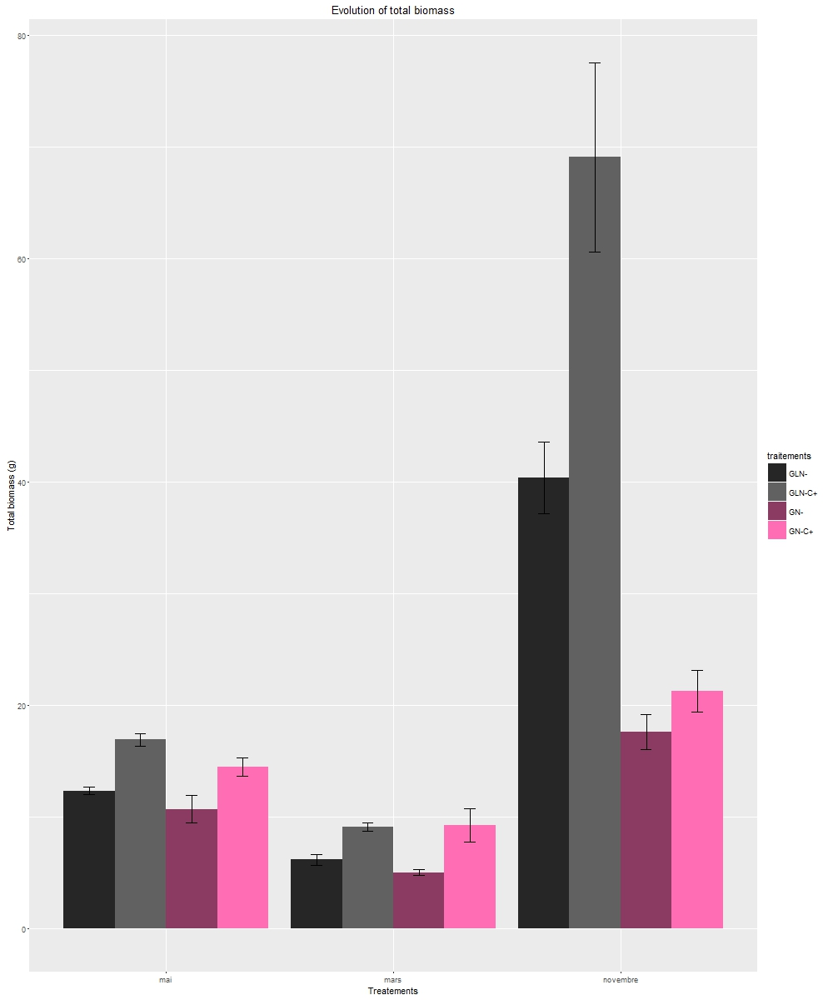 Evolution of total biomass
80
60
40
20
0
Total biomass (g)
mai
mars
novembre
Treatements
traitements
GLN-
GLN-C+
GN-
GN-C+